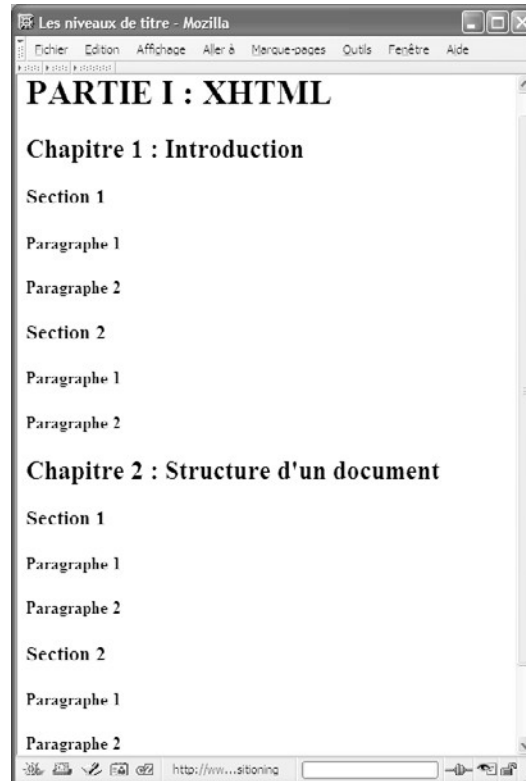 Les niveaux de titre - Mozilla
Fichier Edition Affichage Aller à Marque-pages Outils Fenêtre Aide
PARTIE I : XHTML
Chapitre 1 : Introduction
Section 1
Paragraphe 1
Paragraphe 2
Section 2
Paragraphe 1
Paragraphe 2
Chapitre 2 : Structure d'un document
Section 1
Paragraphe 1
Paragraphe 2
Section 2
Paragraphe 1
Paragraphe 2
http://ww...sitioning